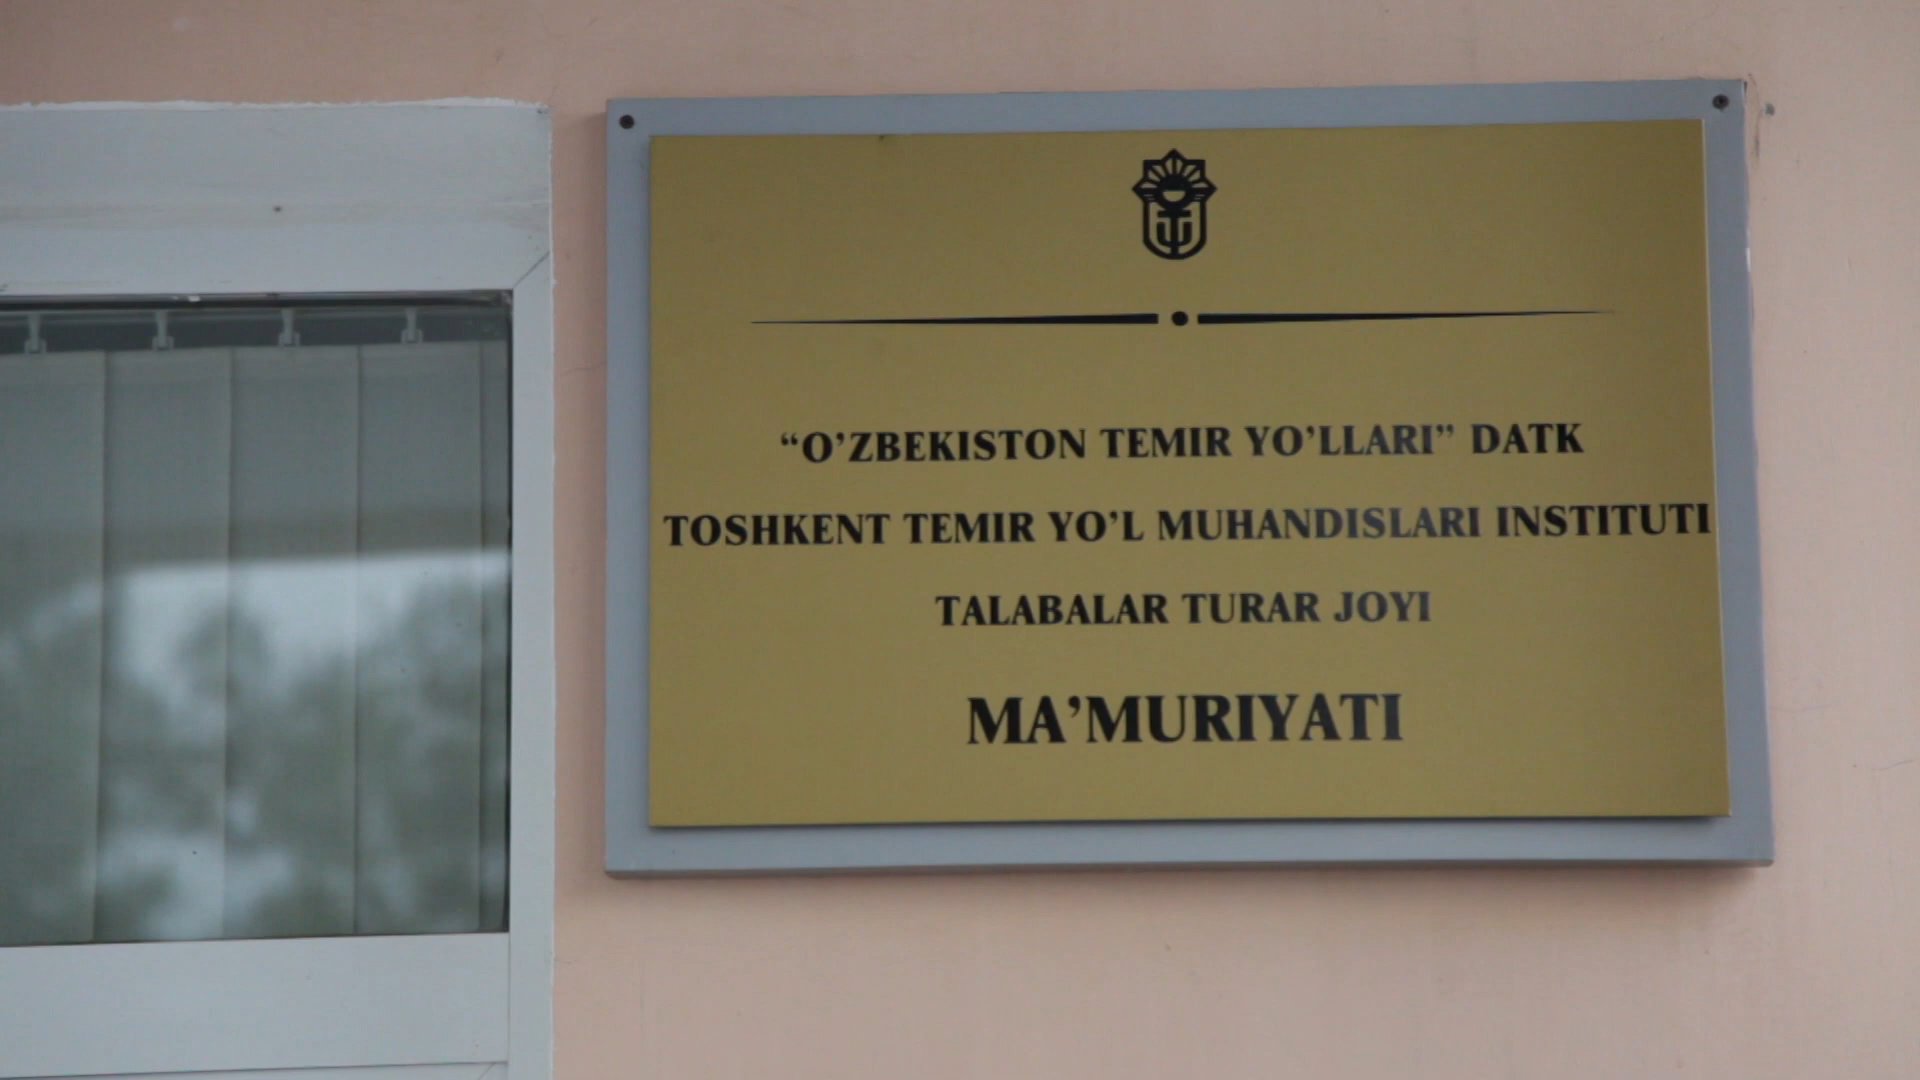 “O’ZBEKISTON TEMIR YO’LLARI” DATK
TOSHKENT TEMIR YO’L MUHANDISLARI INSTITUTI
TALABALAR TURAR JOYI
MA’MURIYATI